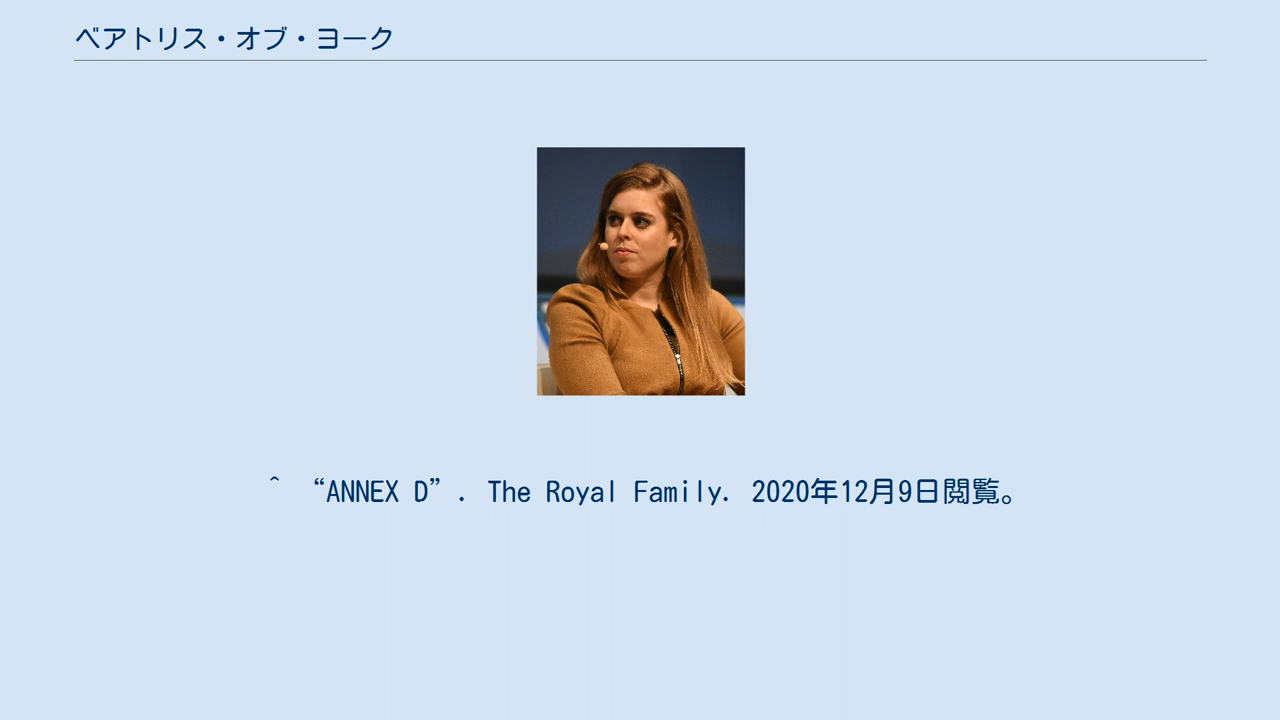 ベアトリス・オブ・ヨーク
^ “ANNEX D”. The Royal Family. 2020年12月9日閲覧。